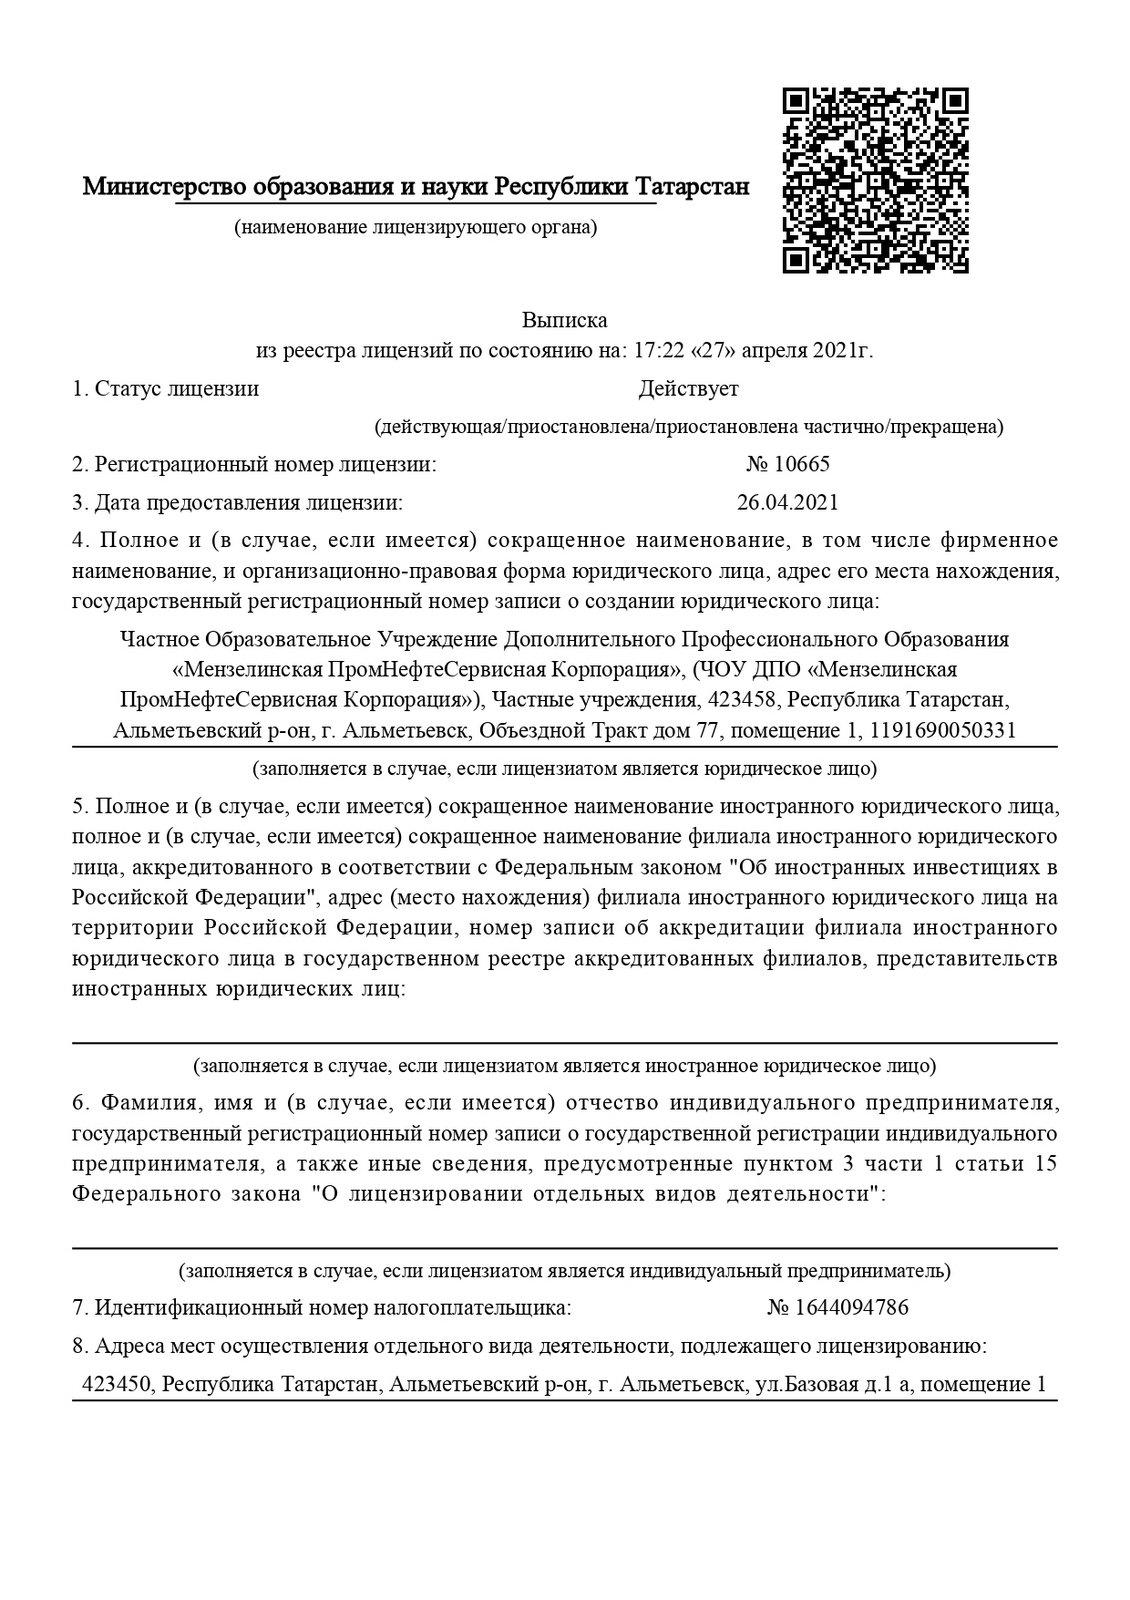 Министерство образования и науки Республики Татарстан
(наименование лицензирующего органа)
Выписка
из реестра лицензий по состоянию на: 17:22 «27» апреля 2021г.
1. Статус лицензии Действует
(действующая/приостановлена/приостановлена частично/прекращена)
2. Регистрационный номер лицензии: № 10665
3. Дата предоставления лицензии: 26.04.2021
4. Полное и (в случае, если имеется) сокращенное наименование, в том числе фирменное
наименование, и организационно-правовая форма юридического лица, адрес его места нахождения,
государственный регистрационный номер записи о создании юридического лица:
Частное Образовательное Учреждение Дополнительного Профессионального Образования
«Мензелинская ПромНефтеСервисная Корпорация», (ЧОУ ДПО «Мензелинская
ПромНефтеСервисная Корпорация»), Частные учреждения, 423458, Республика Татарстан,
Альметьевский р-он, г. Альметьевск, Объездной Тракт дом 77, помещение 1, 1191690050331
(заполняется в случае, если лицензиатом является юридическое лицо)
5. Полное и (в случае, если имеется) сокращенное наименование иностранного юридического лица,
полное и (в случае, если имеется) сокращенное наименование филиала иностранного юридического
лица, аккредитованного в соответствии с Федеральным законом "Об иностранных инвестициях в
Российской Федерации", адрес (место нахождения) филиала иностранного юридического лица на
территории Российской Федерации, номер записи об аккредитации филиала иностранного
юридического лица в государственном реестре аккредитованных филиалов, представительств
иностранных юридических лиц:
(заполняется в случае, если лицензиатом является иностранное юридическое лицо)
6. Фамилия, имя и (в случае, если имеется) отчество индивидуального предпринимателя,
государственный регистрационный номер записи о государственной регистрации индивидуального
предпринимателя, а также иные сведения, предусмотренные пунктом 3 части 1 статьи 15
Федерального закона "О лицензировании отдельных видов деятельности":
(заполняется в случае, если лицензиатом является индивидуальный предприниматель)
7. Идентификационный номер налогоплательщика: № 1644094786
8. Адреса мест осуществления отдельного вида деятельности, подлежащего лицензированию:
423450, Республика Татарстан, Альметьевский р-он, г. Альметьевск, ул.Базовая д.1 а, помещение 1